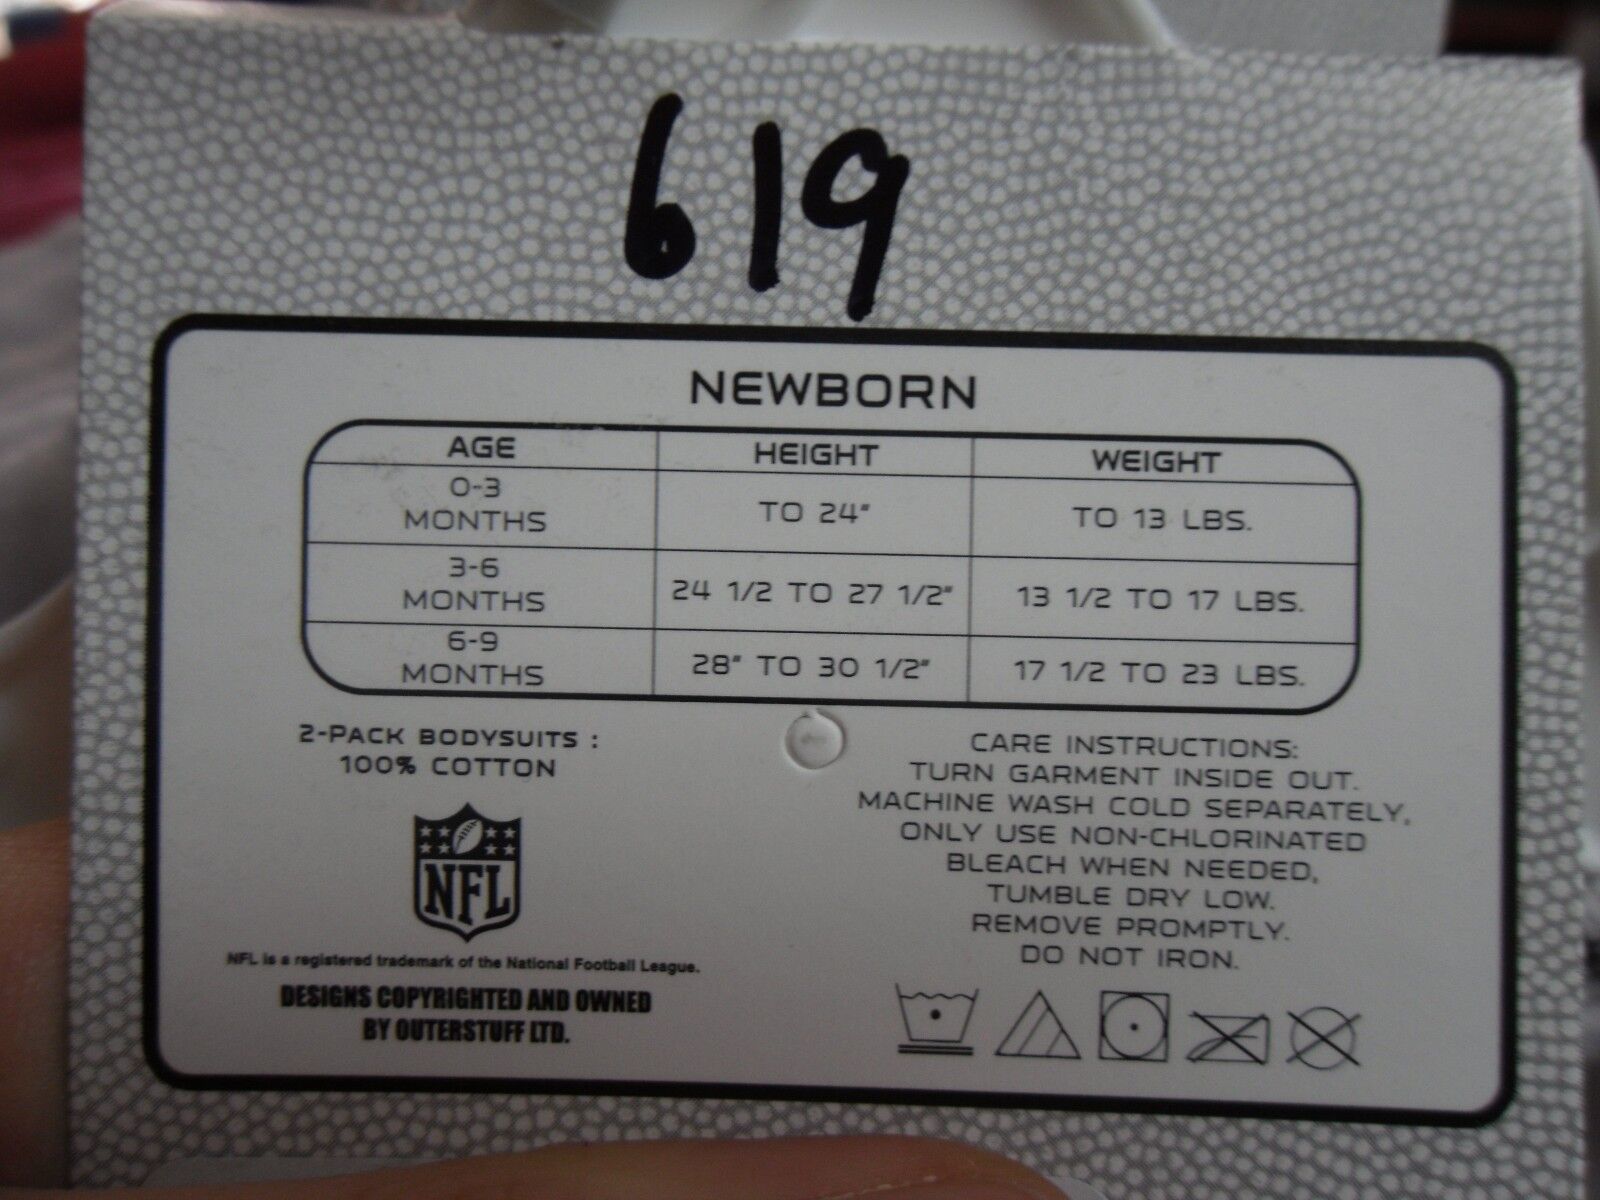 619
NEWBORN
AGE HEIGHT WEIGHT
0-3 MONTHS TO 24" TO 13 LBS.
3-6 MONTHS 24 1/2 TO 27 1/2" 13 1/2 TO 17 LBS.
6-9 MONTHS 28" TO 30 1/2" 17 1/2 TO 23 LBS.
2-PACK BODYSUITS :
100% COTTON
NFL
NFL is a registered trademark of the National Football League.
DESIGNS COPYRIGHTED AND OWNED
BY OUTERSTUFF LTD.
CARE INSTRUCTIONS:
TURN GARMENT INSIDE OUT.
MACHINE WASH COLD SEPARATELY,
ONLY USE NON-CHLORINATED
BLEACH WHEN NEEDED,
TUMBLE DRY LOW.
REMOVE PROMPTLY.
DO NOT IRON.